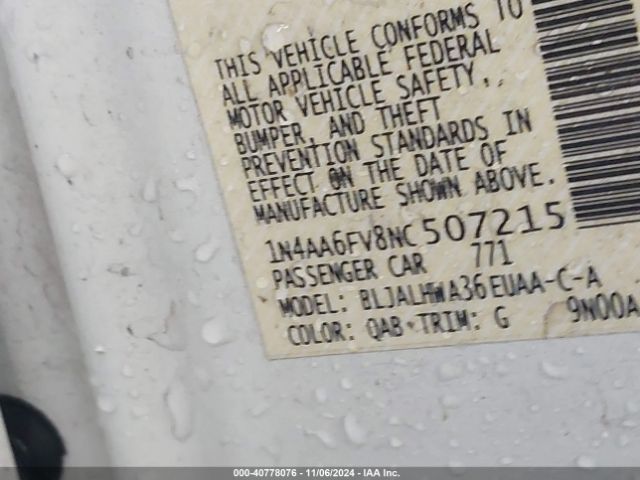 THIS VEHICLE CONFORMS TO
ALL APPLICABLE FEDERAL
MOTOR VEHICLE SAFETY,
BUMPER, AND THEFT
PREVENTION STANDARDS IN
EFFECT ON THE DATE OF
MANUFACTURE SHOWN ABOVE.
1N4AA6FV8NC507215
PASSENGER CAR 771
MODEL: BLJALHWA36EUAA-C-A
COLOR: QAB TRIM: G 9N00A
000-40778076 - 11/06/2024 - IAA Inc.